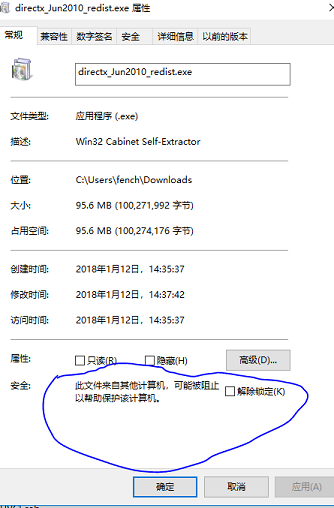 directx_Jun2010_redist.exe 属性
常规 兼容性 数字签名 安全 详细信息 以前的版本
directx_Jun2010_redist.exe
文件类型: 应用程序 (.exe)
描述: Win32 Cabinet Self-Extractor
位置: C:\Users\fench\Downloads
大小: 95.6 MB (100,271,992 字节)
占用空间: 95.6 MB (100,274,176 字节)
创建时间: 2018年1月12日，14:35:37
修改时间: 2018年1月12日，14:37:42
访问时间: 2018年1月12日，14:35:37
属性: 只读(R) 隐藏(H) 高级(D)...
安全: 此文件来自其他计算机，可能被阻止
以帮助保护该计算机。 解除锁定(K)
确定 取消 应用(A)